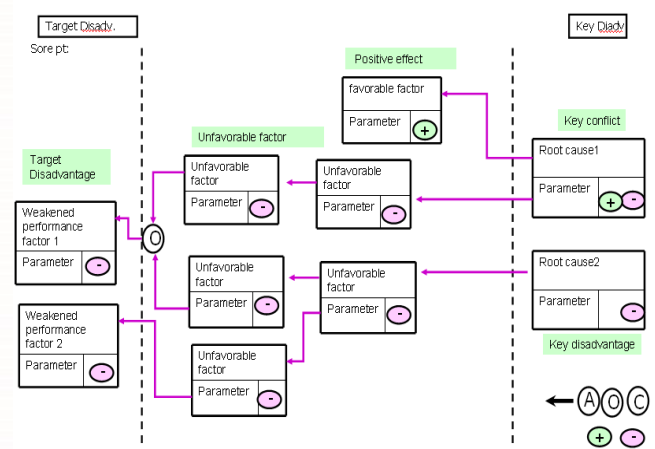 Target Disadv.
Key Diadv
Sore pt:
Positive effect
favorable factor
Parameter
+
Key conflict
Root cause1
Parameter
+ -
Unfavorable factor
Unfavorable
factor
Parameter
-
Unfavorable
factor
Parameter
-
Target
Disadvantage
Weakened
performance
factor 1
Parameter
-
O
Unfavorable
factor
Parameter
-
Unfavorable
factor
Parameter
-
Root cause2
Parameter
-
Key disadvantage
Weakened
performance
factor 2
Parameter
-
Unfavorable
factor
Parameter
-
A O C
+ -